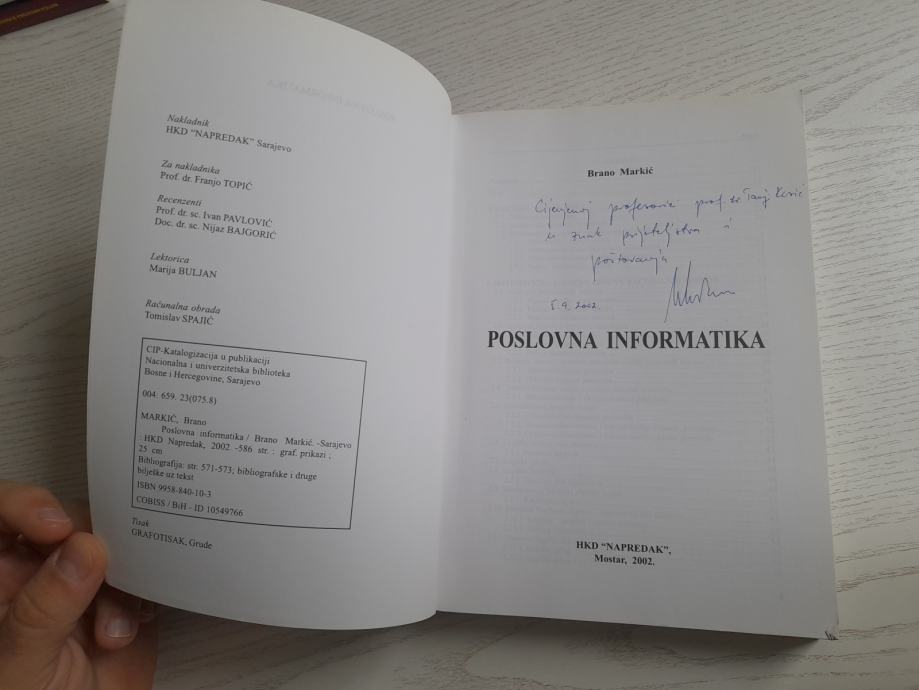 Nakladnik
HKD "NAPREDAK" Sarajevo
Za nakladnika
Prof. dr. Franjo TOPIĆ
Recenzenti
Prof. dr. sc. Ivan PAVLOVIĆ
Doc. dr. sc. Nijaz BAJGORIĆ
Lektorica
Marija BULJAN
Računalna obrada
Tomislav SPAJIĆ
CIP-Katalogizacija u publikaciji
Nacionalna i univerzitetska biblioteka
Bosne i Hercegovine, Sarajevo
004: 659. 23(075.8)
MARKIĆ, Brano
Poslovna informatika / Brano Markić. -Sarajevo
: HKD Napredak, 2002. -586 str. : graf. prikazi ;
25 cm
Bibliografija: str. 571-573; bibliografske i druge
bilješke uz tekst
ISBN 9958-840-10-3
COBISS / BiH - ID 10549766
Tisak
GRAFOTISAK, Grude
Brano Markić
Cijenjenoj profesorici prof. dr
u znak prijateljstva i
poštovanja
5.9.2002.
POSLOVNA INFORMATIKA
HKD "NAPREDAK",
Mostar, 2002.